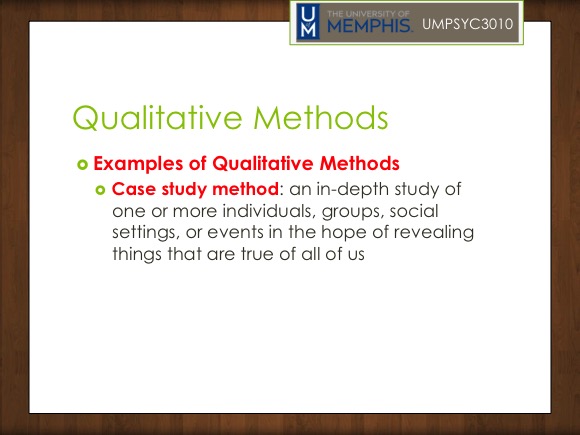 UM
THE UNIVERSITY OF
MEMPHIS.
UMPSYC3010
Qualitative Methods
Examples of Qualitative Methods
Case study method: an in-depth study of
one or more individuals, groups, social
settings, or events in the hope of revealing
things that are true of all of us